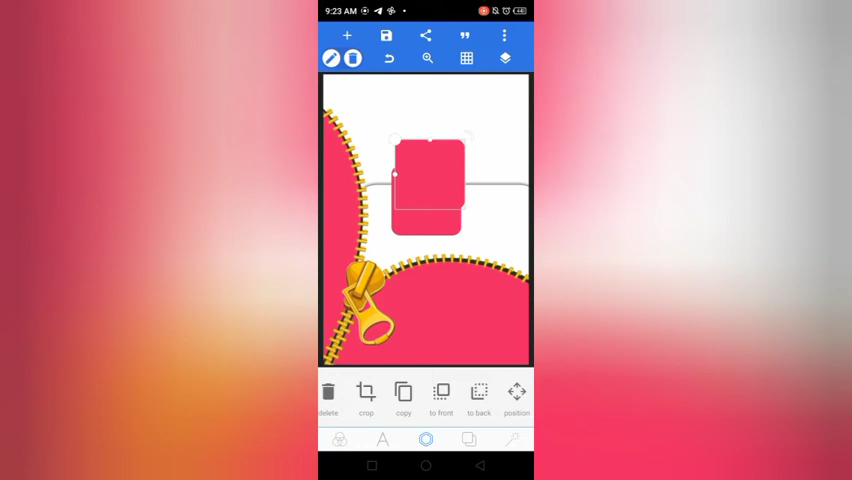 9:23 AM
delete
crop
copy
to front
to back
position
A